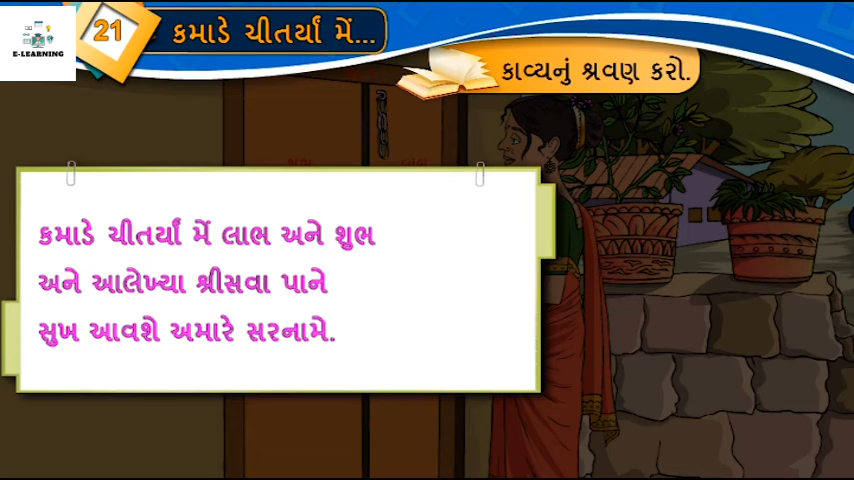 E-LEARNING
21
કમાડે ચીતર્યાં મેં...
કાવ્યનું શ્રવણ કરો.
શુભ લાભ
કમાડે ચીતર્યાં મેં લાભ અને શુભ
અને આલેખ્યા શ્રીસવા પાને
સુખ આવશે અમારે સરનામે.